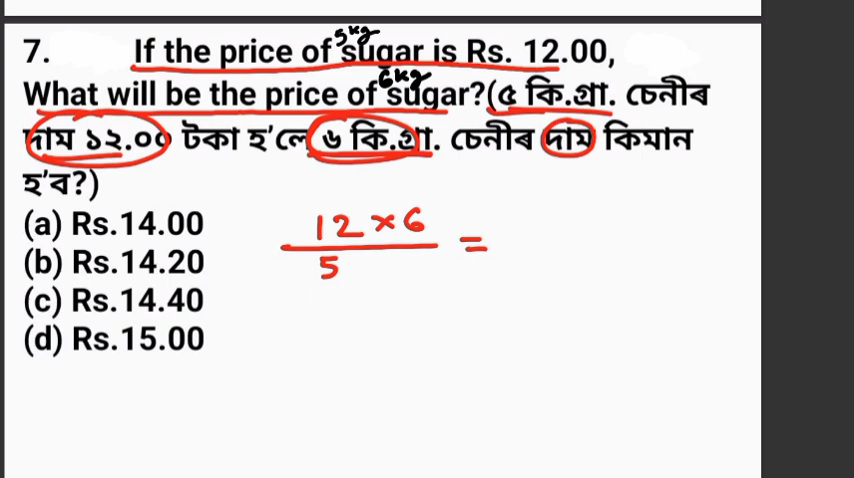 5kg
7. If the price of sugar is Rs. 12.00,
6kg
What will be the price of sugar?(৫ কি.গ্ৰা. চেনীৰ
দাম ১২.০০ টকা হ'লে ৬ কি.গ্ৰা. চেনীৰ দাম কিমান
হ'ব?)
(a) Rs.14.00
12 × 6
(b) Rs.14.20
5 =
(c) Rs.14.40
(d) Rs.15.00